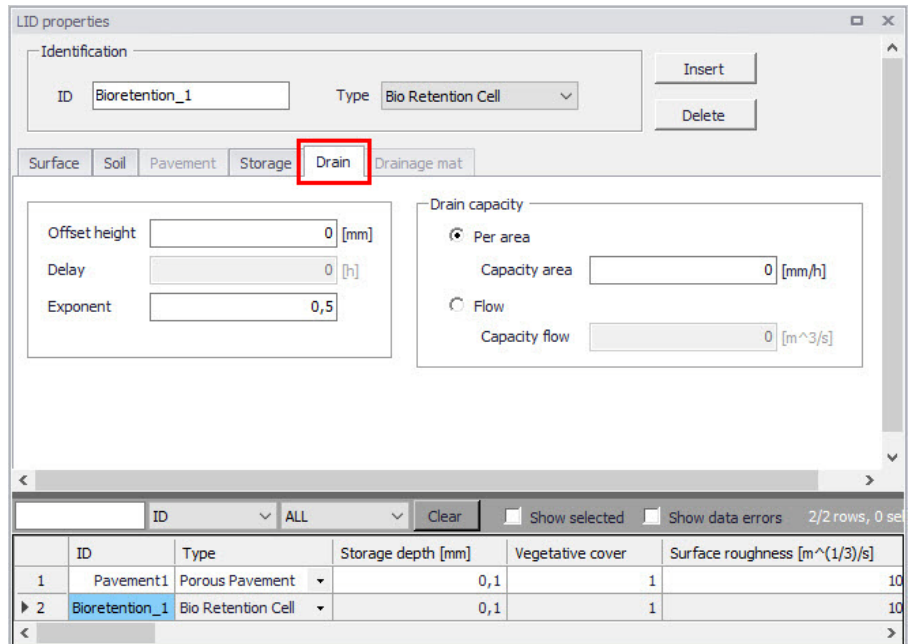 LID properties
Identification
ID Bioretention_1 Type Bio Retention Cell
Insert
Delete
Surface Soil Pavement Storage Drain Drainage mat
Offset height 0 [mm]
Delay 0 [h]
Exponent 0,5
Drain capacity
Per area
Capacity area 0 [mm/h]
Flow
Capacity flow 0 [m^3/s]
ID ALL Clear Show selected Show data errors 2/2 rows, 0 sel
ID Type Storage depth [mm] Vegetative cover Surface roughness [m^(1/3)/s]
1 Pavement1 Porous Pavement 0,1 1 10
2 Bioretention_1 Bio Retention Cell 0,1 1 10